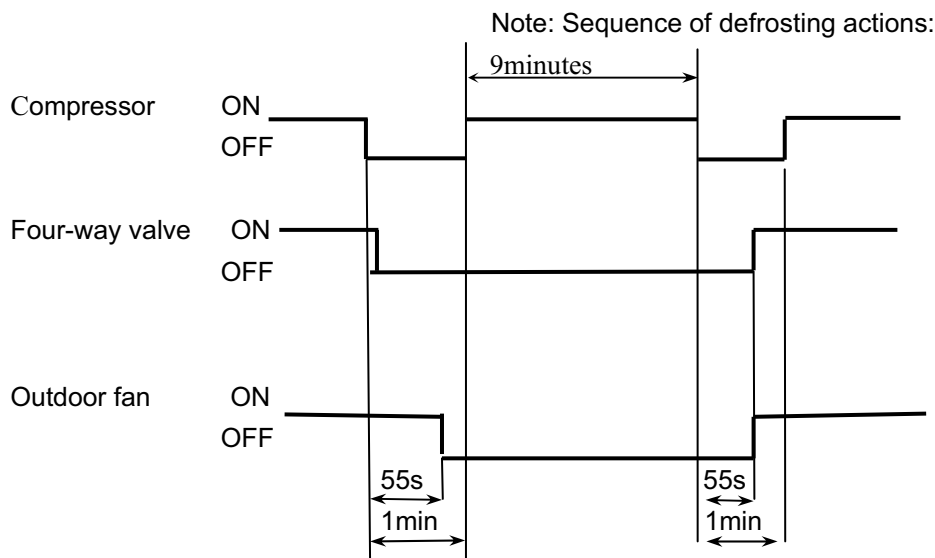 Note: Sequence of defrosting actions:
9minutes
Compressor ON
OFF
Four-way valve ON
OFF
Outdoor fan ON
OFF
55s 55s
1min 1min